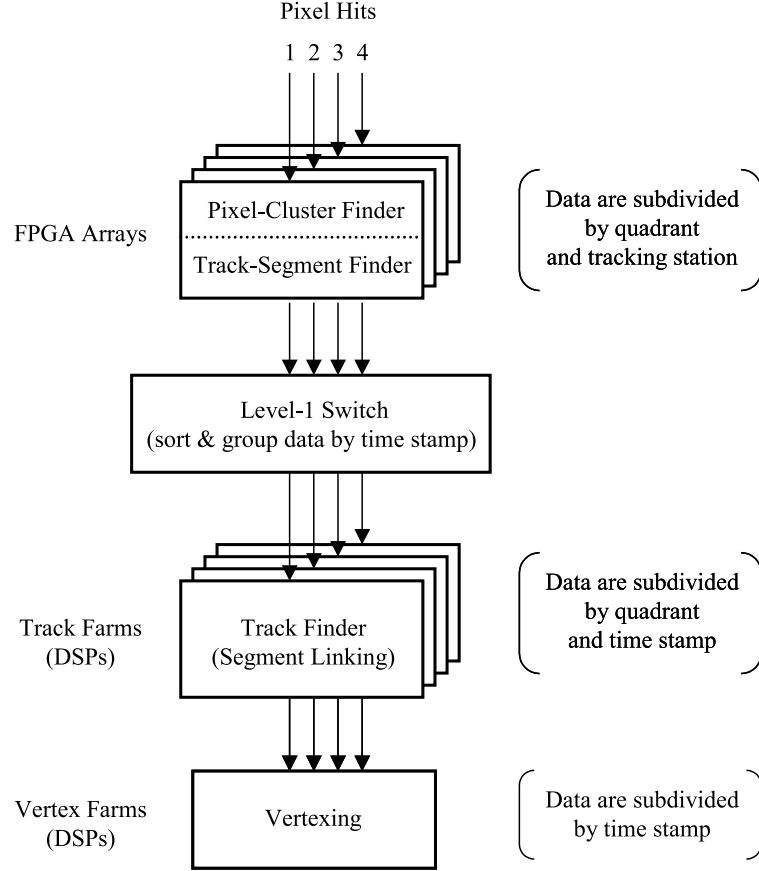 Pixel Hits
1 2 3 4
FPGA Arrays
Pixel-Cluster Finder
Track-Segment Finder
Data are subdivided
by quadrant
and tracking station
Level-1 Switch
(sort & group data by time stamp)
Track Farms
(DSPs)
Track Finder
(Segment Linking)
Data are subdivided
by quadrant
and time stamp
Vertex Farms
(DSPs)
Vertexing
Data are subdivided
by time stamp